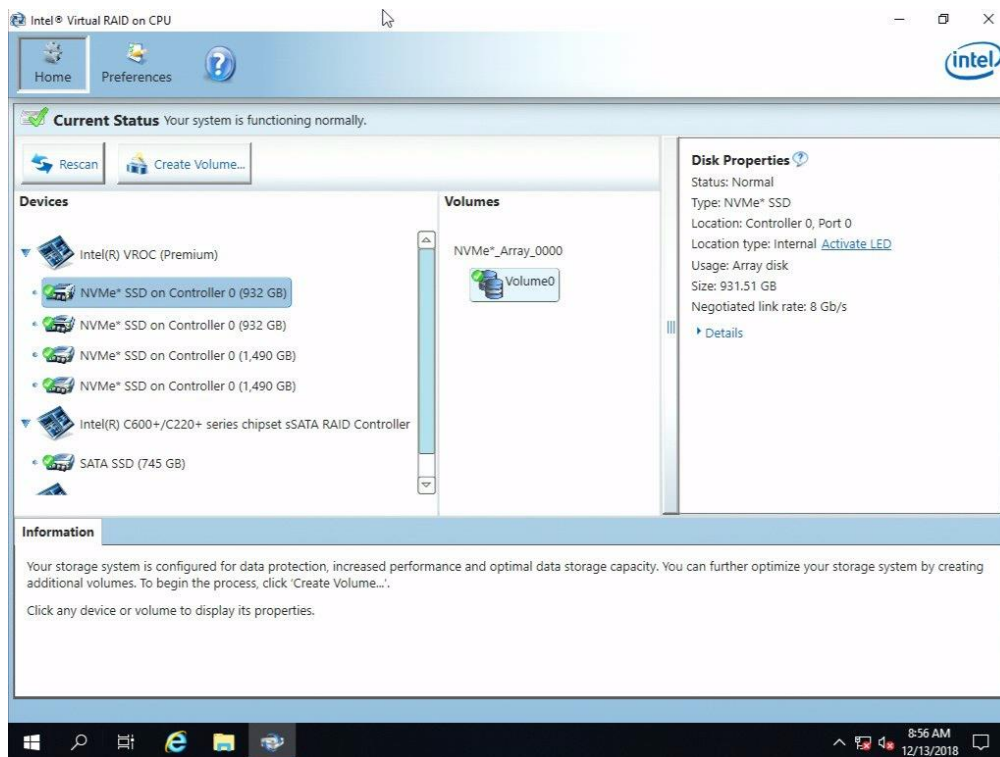 Intel® Virtual RAID on CPU
Home
Preferences
intel
Current Status Your system is functioning normally.
Rescan
Create Volume...
Devices
Intel(R) VROC (Premium)
NVMe* SSD on Controller 0 (932 GB)
NVMe* SSD on Controller 0 (932 GB)
NVMe* SSD on Controller 0 (1,490 GB)
NVMe* SSD on Controller 0 (1,490 GB)
Intel(R) C600+/C220+ series chipset sSATA RAID Controller
SATA SSD (745 GB)
Volumes
NVMe*_Array_0000
Volume0
Disk Properties
Status: Normal
Type: NVMe* SSD
Location: Controller 0, Port 0
Location type: Internal Activate LED
Usage: Array disk
Size: 931.51 GB
Negotiated link rate: 8 Gb/s
Details
Information
Your storage system is configured for data protection, increased performance and optimal data storage capacity. You can further optimize your storage system by creating
additional volumes. To begin the process, click 'Create Volume...'.
Click any device or volume to display its properties.
8:56 AM
12/13/2018